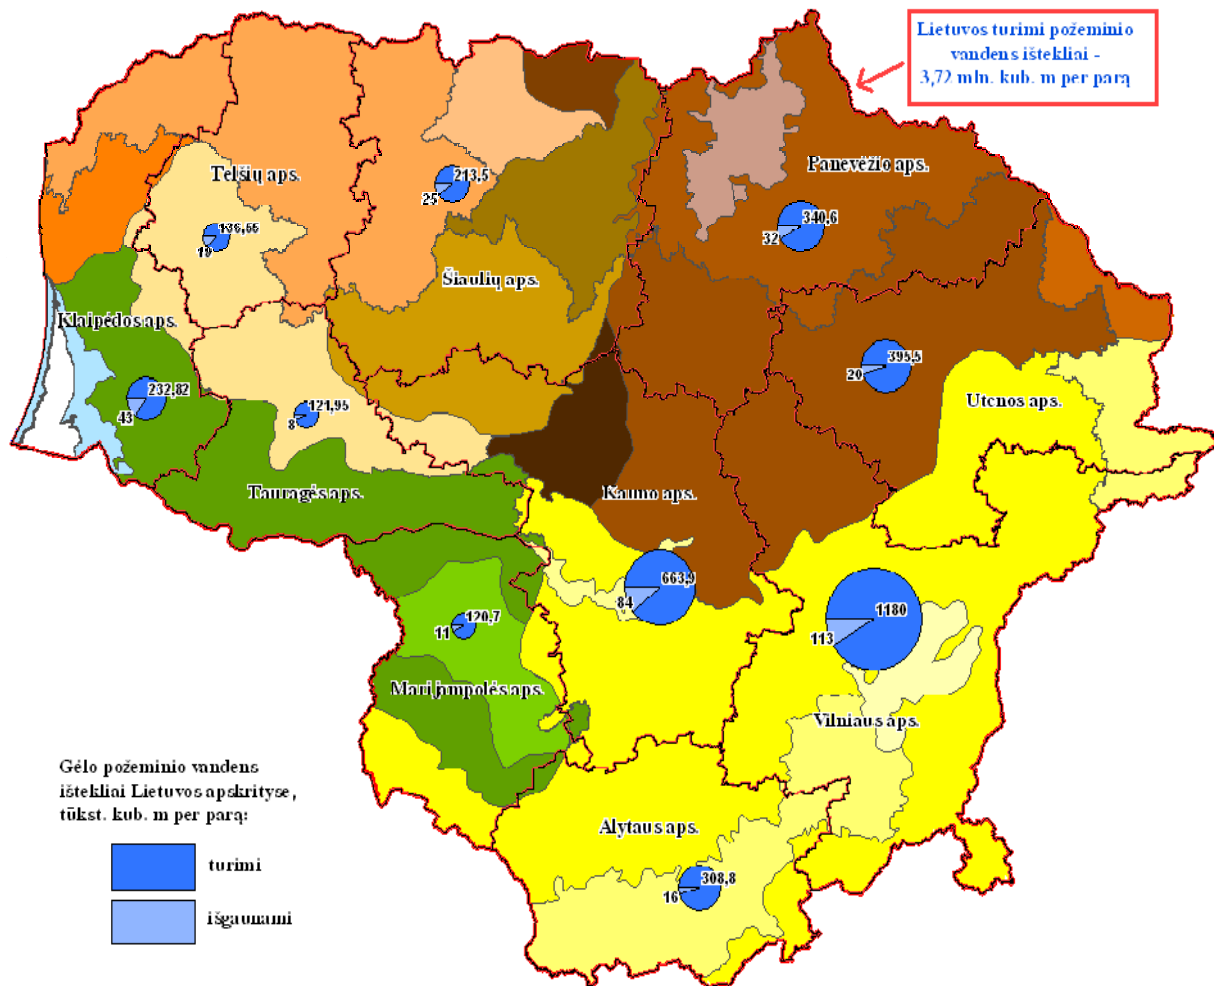 Lietuvos turimi požeminio
vandens ištekliai -
3,72 mln. kub. m per parą
Telšių aps.
213,5
25
Panevėžio aps.
340,6
32
19
Šiaulių aps.
Klaipėdos aps.
232,82
43
121,95
8
395,5
20
Utenos aps.
Tauragės aps.
Kauno aps.
663,9
84
1180
113
120,7
11
Marijampolės aps.
Vilniaus aps.
Gėlo požeminio vandens
ištekliai Lietuvos apskrityse,
tūkst. kub. m per parą:
turimi
išgaunami
Alytaus aps.
308,8
16